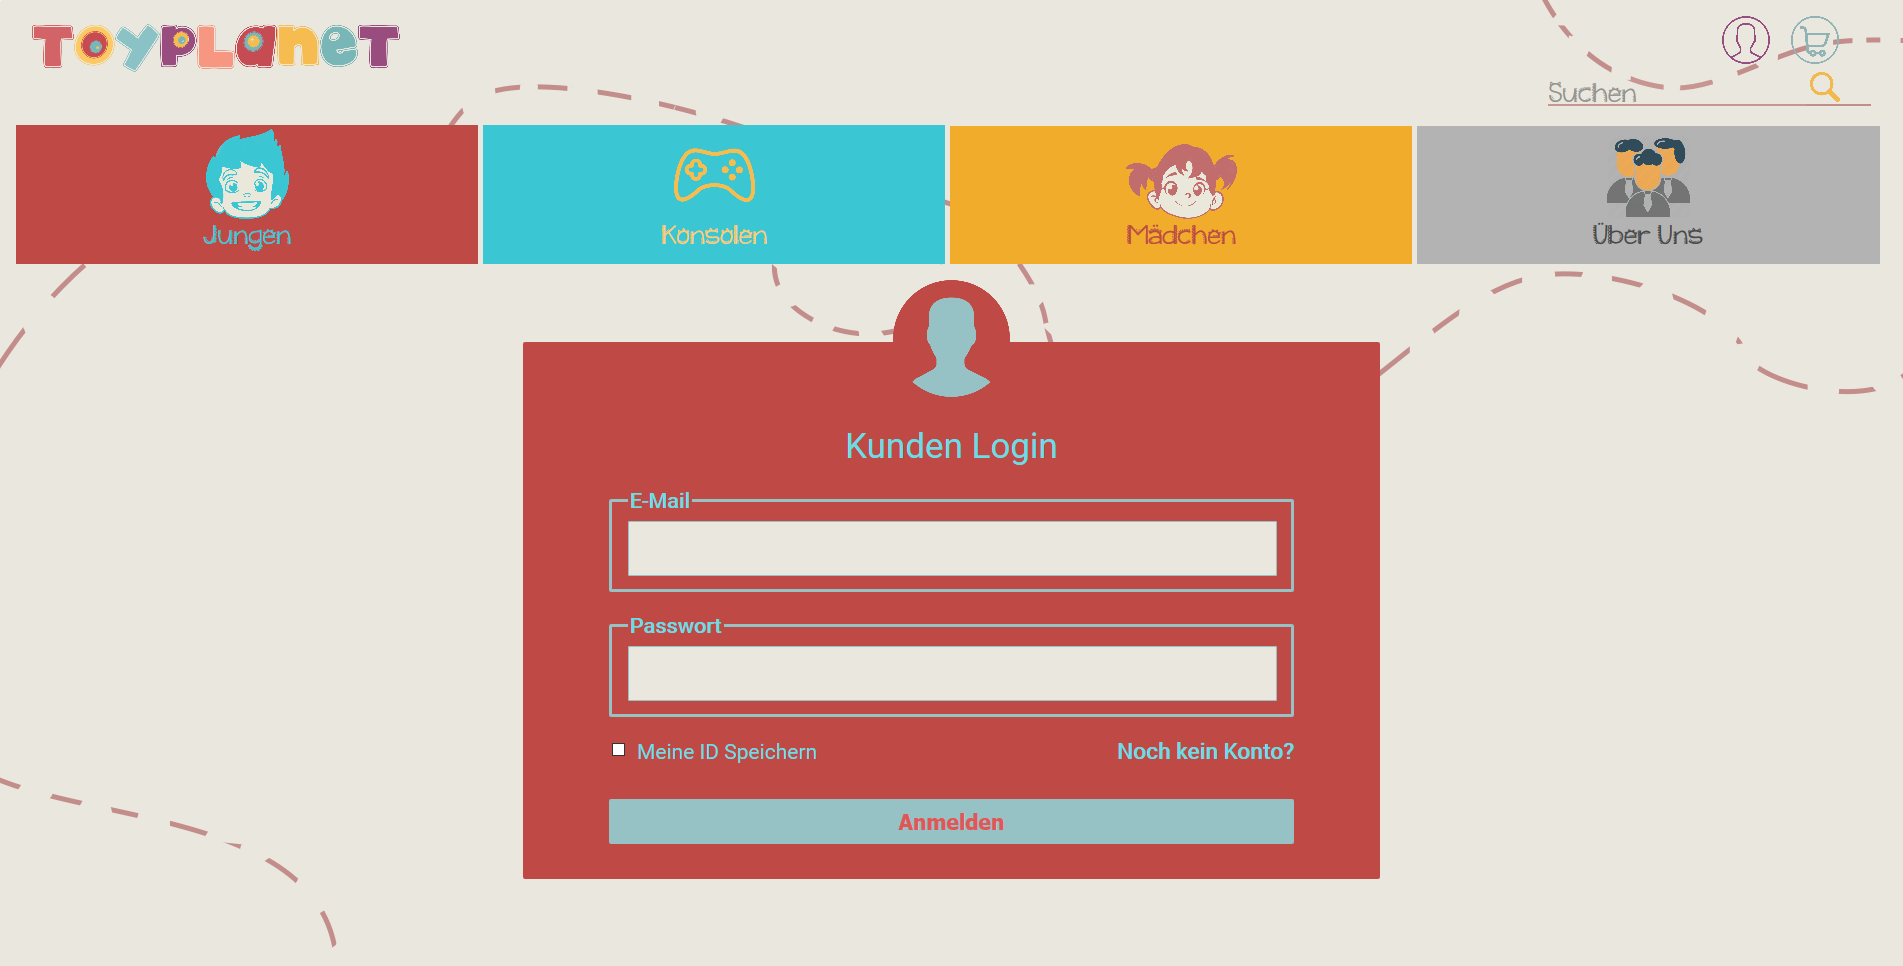 Toyplanet
Suchen
Jungen
Konsolen
Mädchen
Über Uns
Kunden Login
E-Mail
Passwort
Meine ID Speichern
Noch kein Konto?
Anmelden